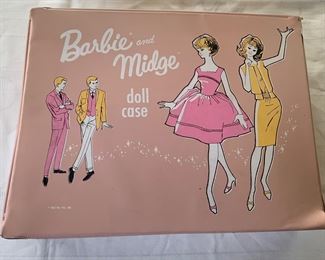 Barbie and
Midge
doll
case